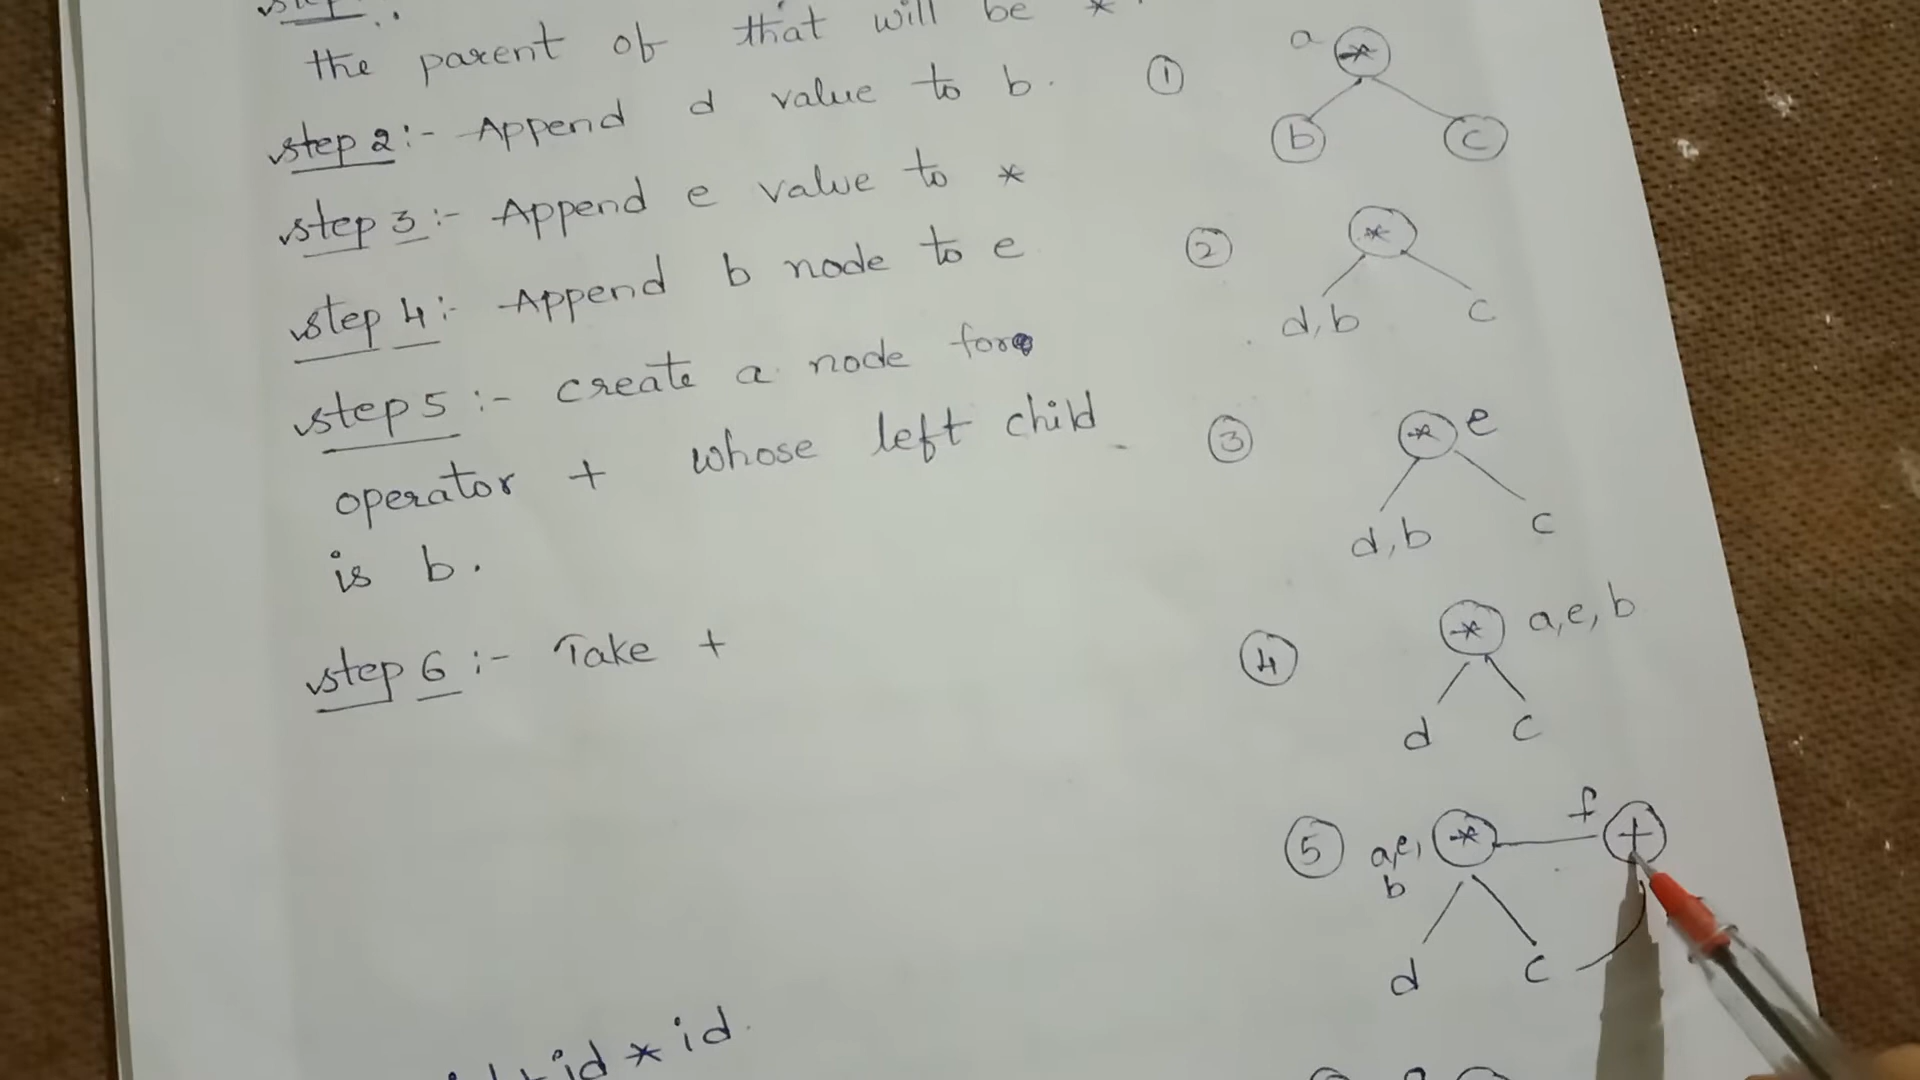 the parent of that will be *
step 2:- Append d value to b.
step 3:- Append e value to *
step 4:- Append b node to e
step 5:- create a node for
operator + whose left child
is b.
step 6:- Take +
id * id
1 a *
b c
2 *
d, b c
3 * e
d, b c
4 * a, e, b
d c
5 a, e, b * f +
d c